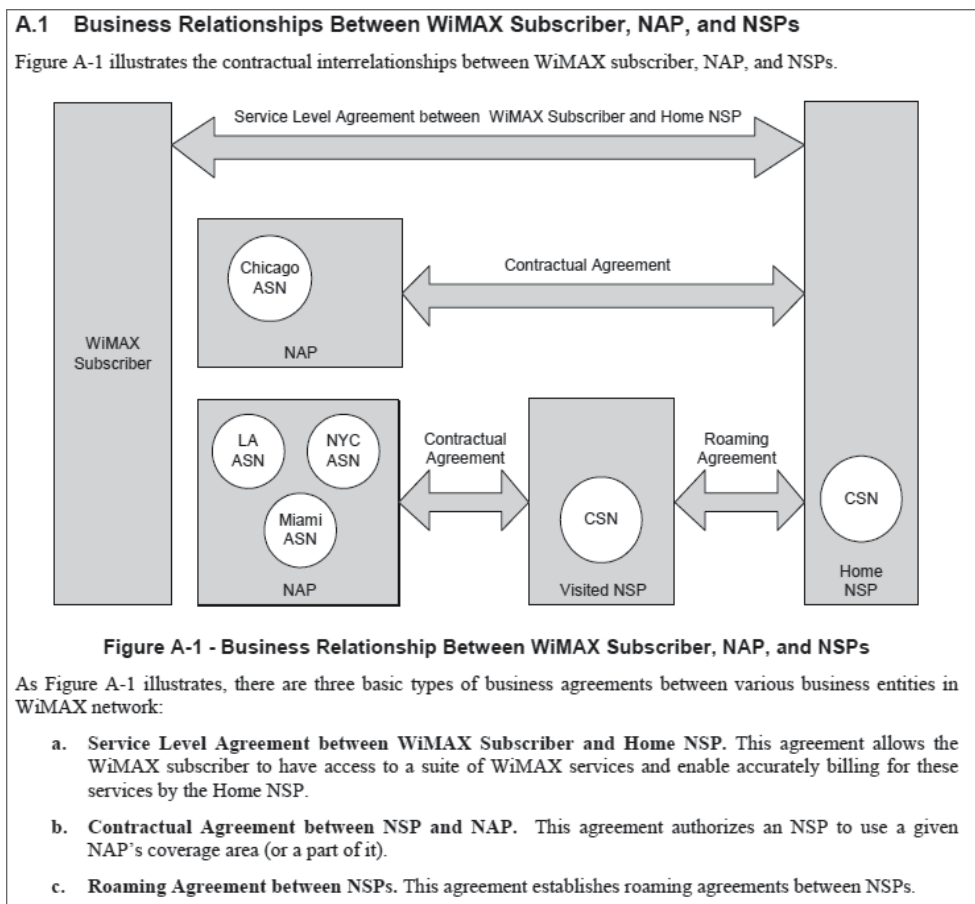 A.1 Business Relationships Between WiMAX Subscriber, NAP, and NSPs
Figure A-1 illustrates the contractual interrelationships between WiMAX subscriber, NAP, and NSPs.
Service Level Agreement between WiMAX Subscriber and Home NSP
Chicago
ASN
NAP
Contractual Agreement
WiMAX
Subscriber
LA
ASN
NYC
ASN
Miami
ASN
NAP
Contractual
Agreement
CSN
Visited NSP
Roaming
Agreement
CSN
Home
NSP
Figure A-1 - Business Relationship Between WiMAX Subscriber, NAP, and NSPs
As Figure A-1 illustrates, there are three basic types of business agreements between various business entities in
WiMAX network:
a. Service Level Agreement between WiMAX Subscriber and Home NSP. This agreement allows the
WiMAX subscriber to have access to a suite of WiMAX services and enable accurately billing for these
services by the Home NSP.
b. Contractual Agreement between NSP and NAP. This agreement authorizes an NSP to use a given
NAP's coverage area (or a part of it).
c. Roaming Agreement between NSPs. This agreement establishes roaming agreements between NSPs.